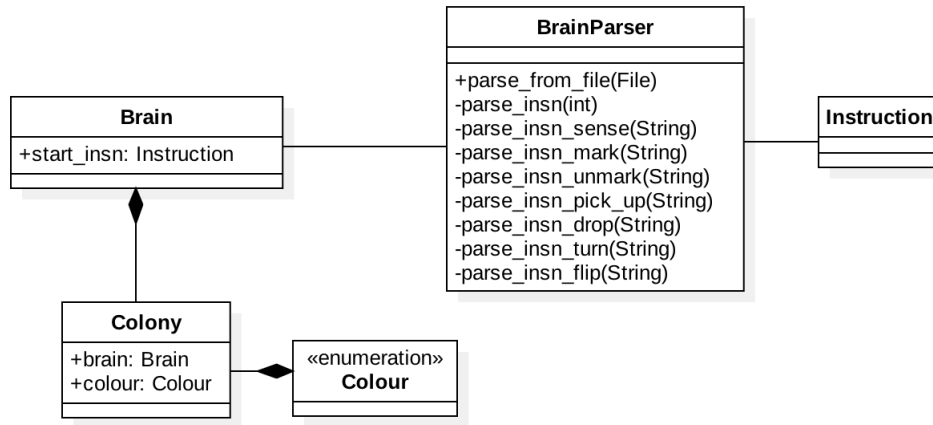 BrainParser
+parse_from_file(File)
-parse_insn(int)
-parse_insn_sense(String)
-parse_insn_mark(String)
-parse_insn_unmark(String)
-parse_insn_pick_up(String)
-parse_insn_drop(String)
-parse_insn_turn(String)
-parse_insn_flip(String)
Brain
+start_insn: Instruction
Instruction
Colony
+brain: Brain
+colour: Colour
«enumeration»
Colour